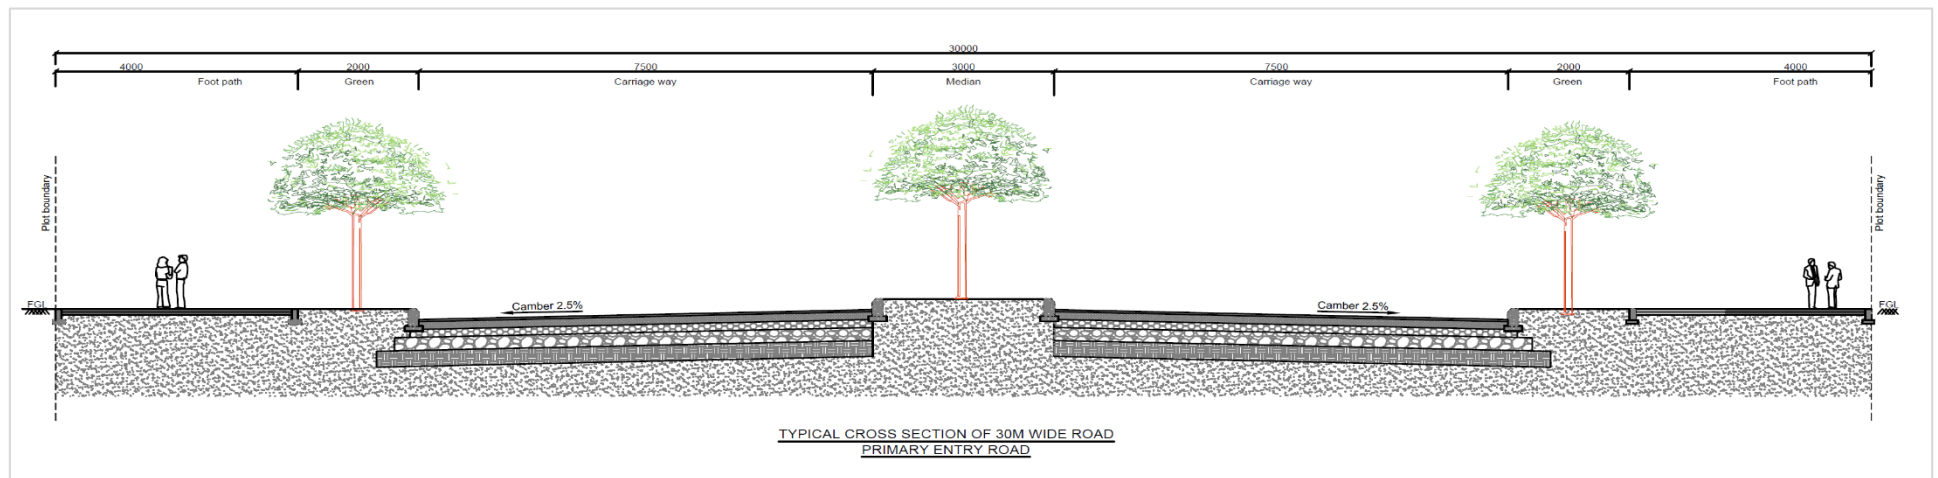 30000
4000 2000 7500 3000 7500 2000 4000
Foot path Green Carriage way Median Carriage way Green Foot path
Plot boundary
Plot boundary
FGL
Camber 2.5%
Camber 2.5%
FGL
TYPICAL CROSS SECTION OF 30M WIDE ROAD
PRIMARY ENTRY ROAD